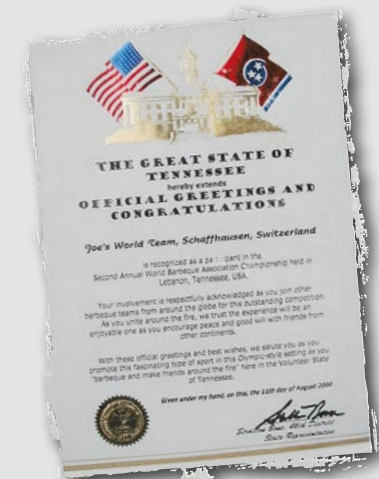 THE GREAT STATE OF
TENNESSEE
hereby extends
OFFICIAL GREETINGS AND
CONGRATULATIONS
Joe's World Team, Schaffhausen, Switzerland
is recognized as a participant in the
Second Annual World Barbeque Association Championship held in
Lebanon, Tennessee, USA.
Your involvement is respectfully acknowledged as you join other
barbeque teams from around the globe for this outstanding competition.
As you unite around the fire, we trust the experience will be an
enjoyable one as you encourage peace and good will with friends from
other continents.
With these official greetings and best wishes, we salute you as you
promote this fascinating type of sport in this Olympic-style setting as you
"barbeque and make friends around the fire" here in the Volunteer State
of Tennessee.
Given under my hand, on this, the 11th day of August 2000
Bone, 46th District
State Representative